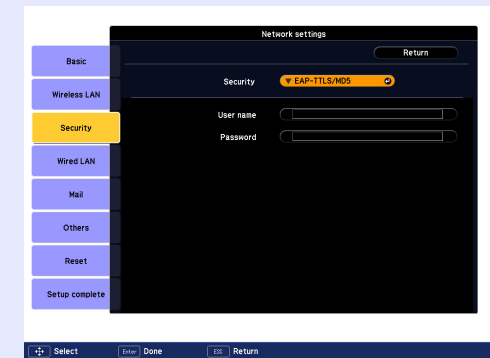 Network settings
Return
Basic
Security
EAP-TTLS/MD5
Wireless LAN
User name
Security
Password
Wired LAN
Mail
Others
Reset
Setup complete
Select
Enter Done
ESC Return